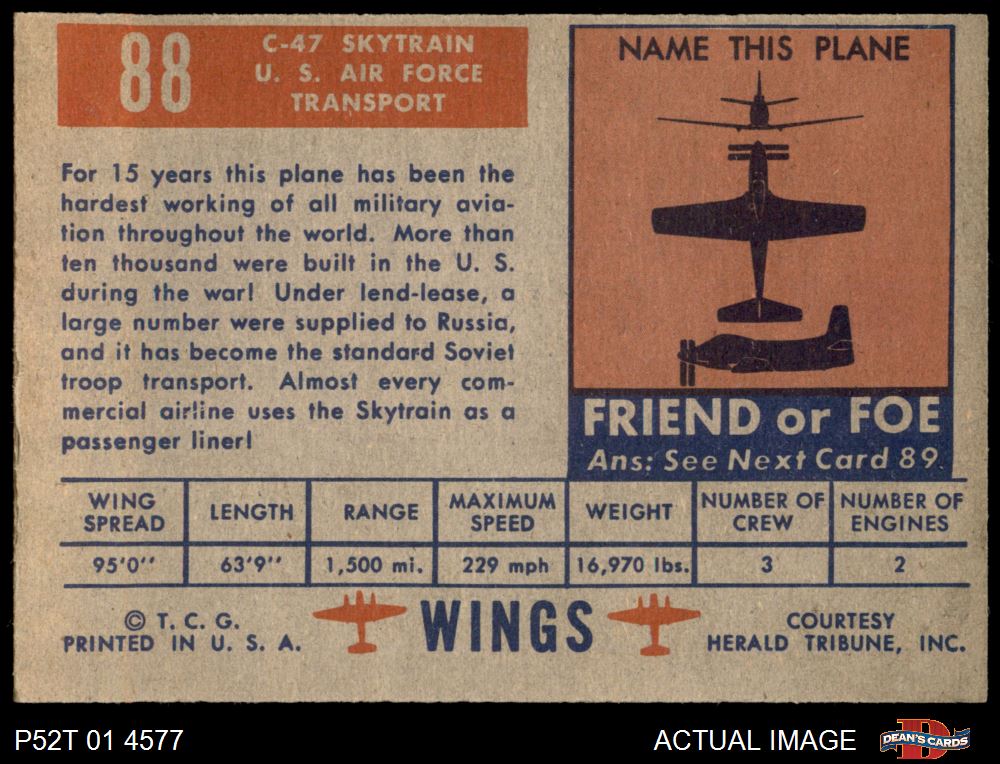 88
C-47 SKYTRAIN
U. S. AIR FORCE
TRANSPORT
For 15 years this plane has been the
hardest working of all military avia-
tion throughout the world. More than
ten thousand were built in the U. S.
during the war! Under lend-lease, a
large number were supplied to Russia,
and it has become the standard Soviet
troop transport. Almost every com-
mercial airline uses the Skytrain as a
passenger liner!
NAME THIS PLANE
FRIEND or FOE
Ans: See Next Card 89.
WING SPREAD LENGTH RANGE MAXIMUM SPEED WEIGHT NUMBER OF CREW NUMBER OF ENGINES
95'0'' 63'9'' 1,500 mi. 229 mph 16,970 lbs. 3 2
© T. C. G.
PRINTED IN U. S. A.
WINGS
COURTESY
HERALD TRIBUNE, INC.
P52T 01 4577
ACTUAL IMAGE
D
DEAN'S CARDS